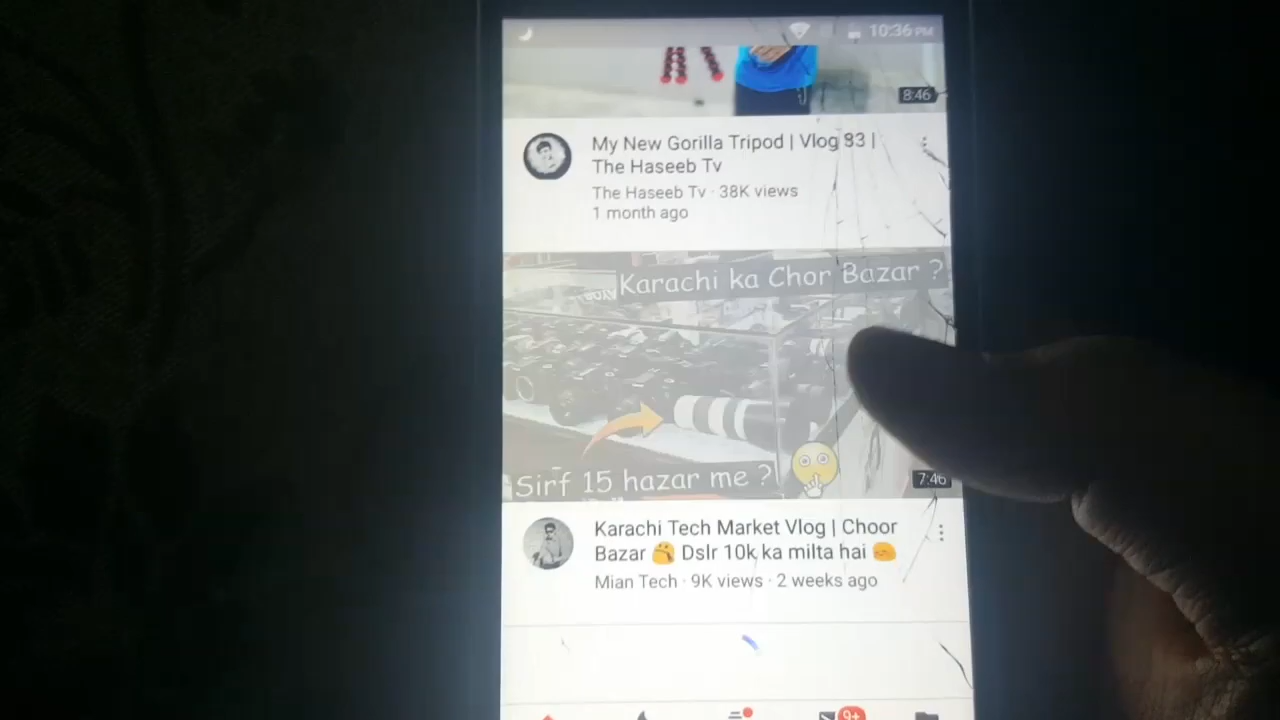 10:36 PM
8:46
My New Gorilla Tripod | Vlog 83 |
The Haseeb Tv
The Haseeb Tv · 38K views
1 month ago
Karachi ka Chor Bazar ?
Sirf 15 hazar me ?
7:46
Karachi Tech Market Vlog | Choor
Bazar 🤔 Dslr 10k ka milta hai 😊
Mian Tech · 9K views · 2 weeks ago
9+